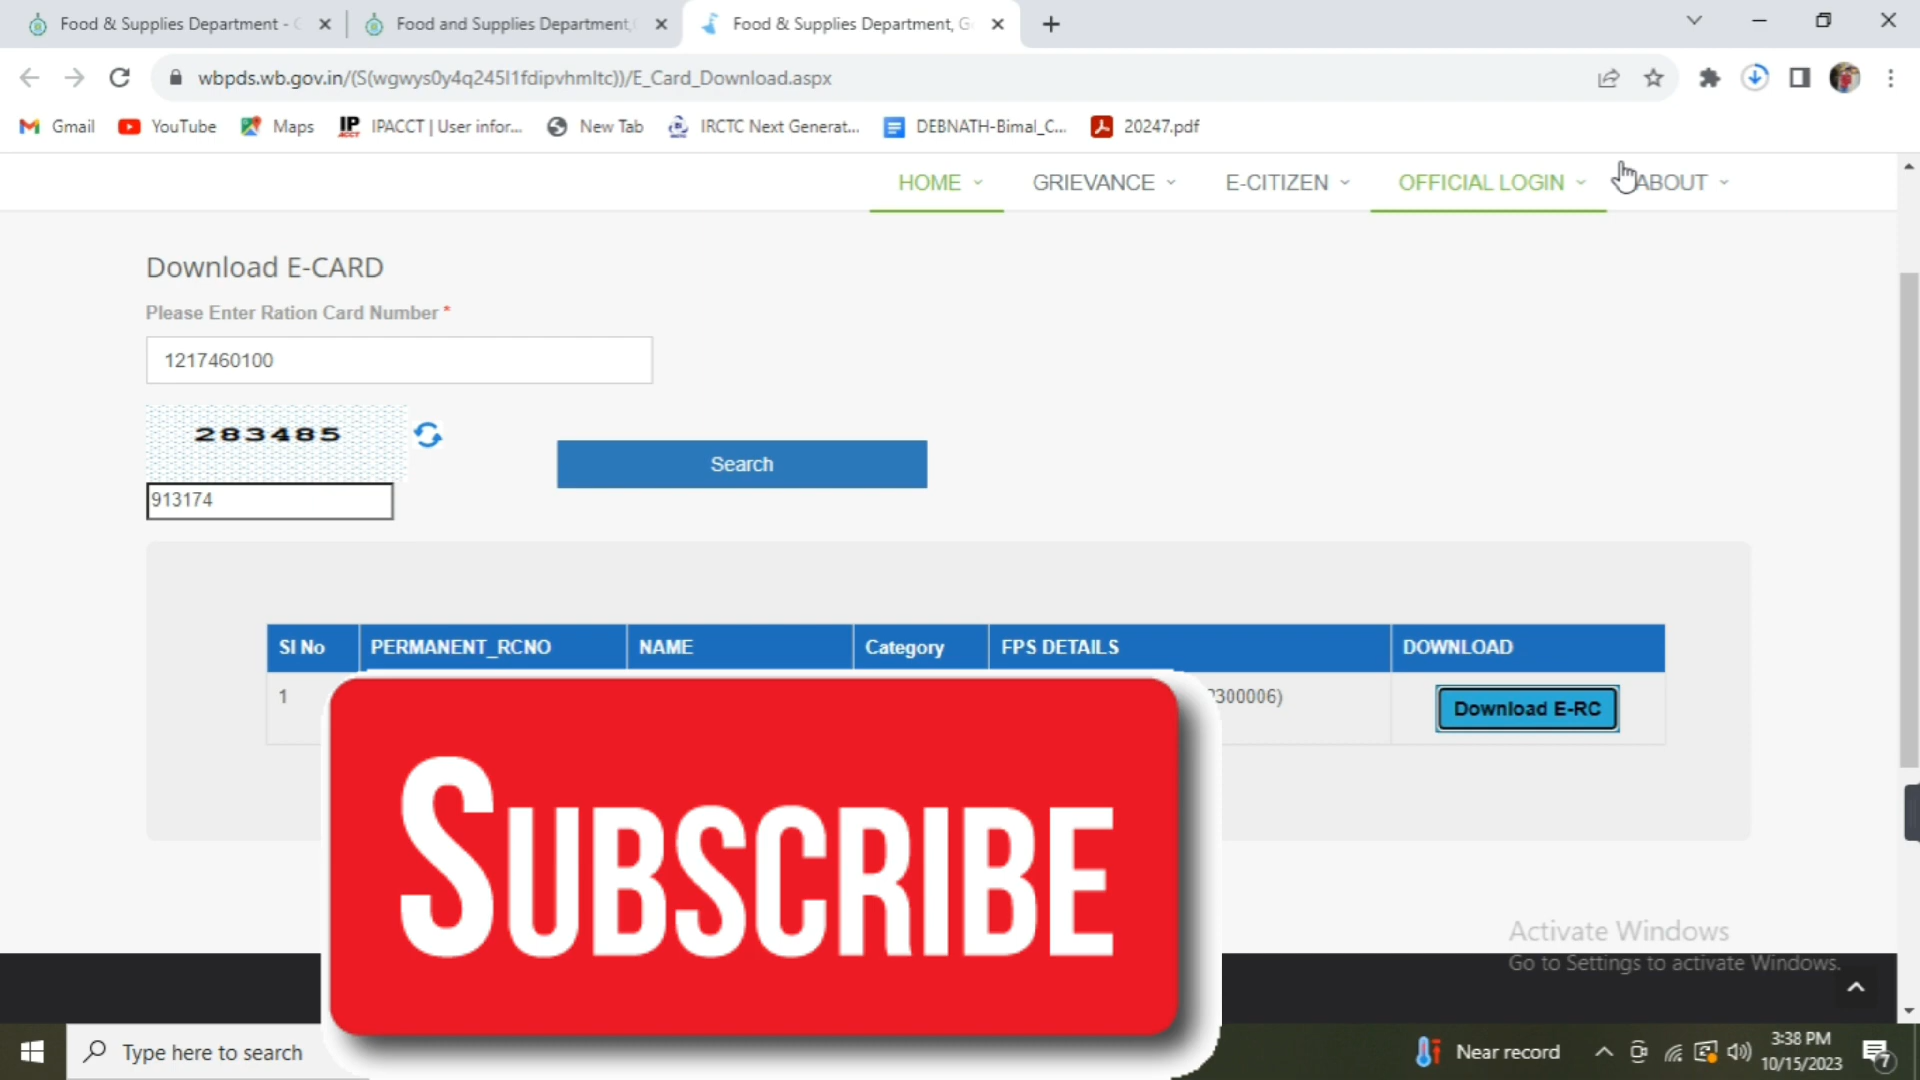 Food & Supplies Department -
Food and Supplies Department,
Food & Supplies Department, G
wbpds.wb.gov.in/(S(wgwys0y4q245l1fdipvhmltc))/E_Card_Download.aspx
Gmail
YouTube
Maps
IPACCT | User infor...
New Tab
IRCTC Next Generat...
DEBNATH-Bimal_C...
20247.pdf
HOME
GRIEVANCE
E-CITIZEN
OFFICIAL LOGIN
ABOUT
Download E-CARD
Please Enter Ration Card Number *
1217460100
283485
Search
913174
SI No
PERMANENT_RCNO
NAME
Category
FPS DETAILS
DOWNLOAD
1
300006)
Download E-RC
SUBSCRIBE
Activate Windows
Go to Settings to activate Windows.
Type here to search
Near record
3:38 PM
10/15/2023
7